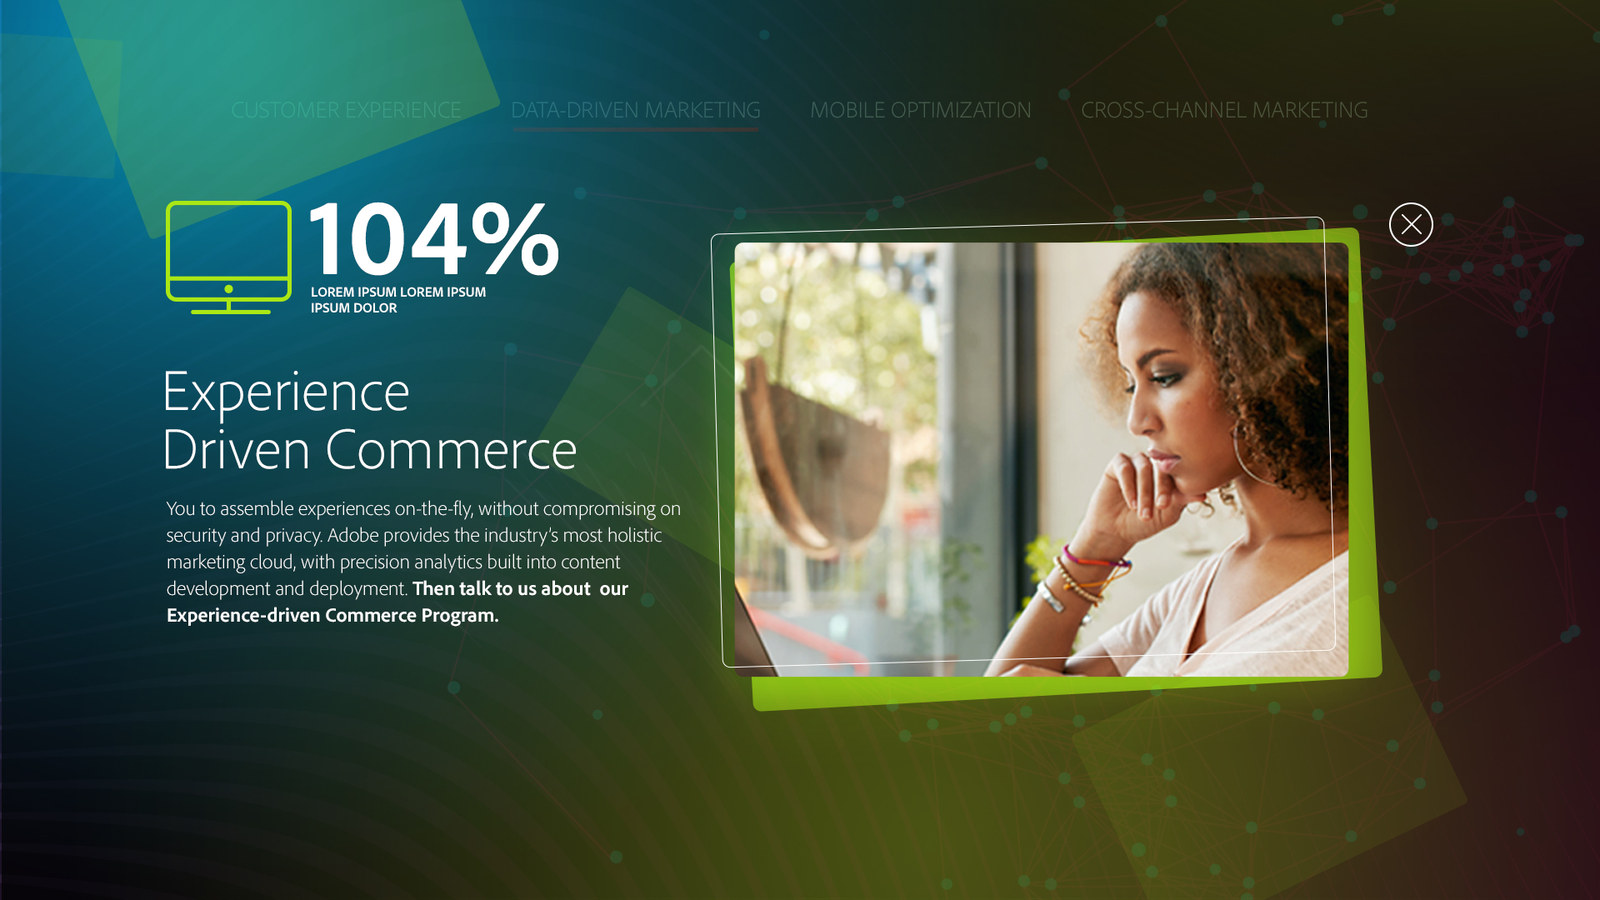 CUSTOMER EXPERIENCE DATA-DRIVEN MARKETING MOBILE OPTIMIZATION CROSS-CHANNEL MARKETING
104%
LOREM IPSUM LOREM IPSUM
IPSUM DOLOR
Experience
Driven Commerce
You to assemble experiences on-the-fly, without compromising on
security and privacy. Adobe provides the industry's most holistic
marketing cloud, with precision analytics built into content
development and deployment. Then talk to us about our
Experience-driven Commerce Program.